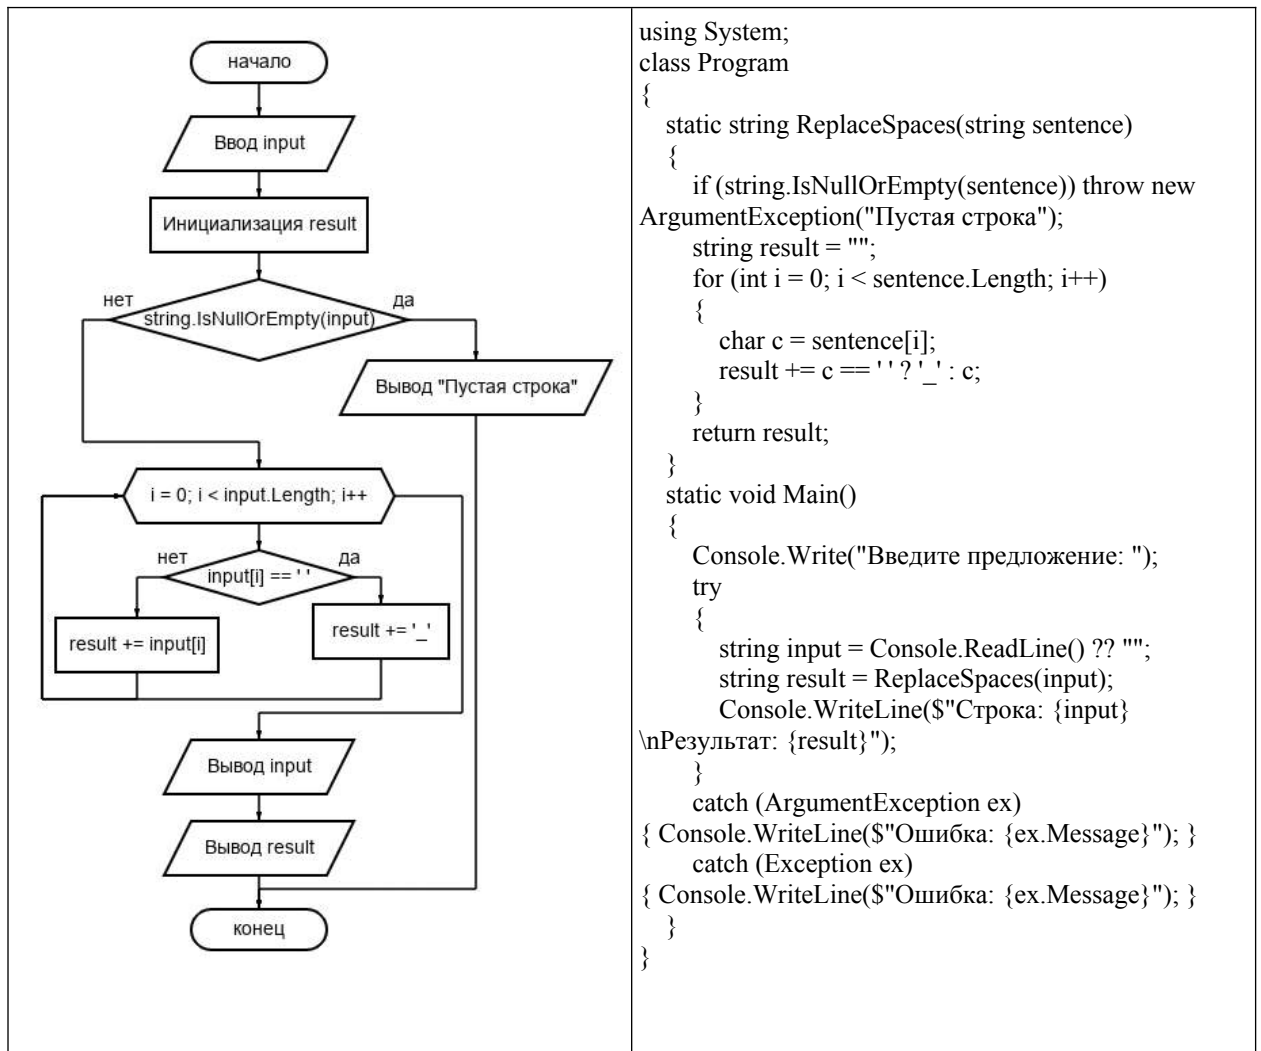 начало
Ввод input
Инициализация result
нет
да
string.IsNullOrEmpty(input)
Вывод "Пустая строка"
i = 0; i < input.Length; i++
нет
да
input[i] == ' '
result += input[i]
result += '_'
Вывод input
Вывод result
конец
using System;
class Program
{
static string ReplaceSpaces(string sentence)
{
if (string.IsNullOrEmpty(sentence)) throw new
ArgumentException("Пустая строка");
string result = "";
for (int i = 0; i < sentence.Length; i++)
{
char c = sentence[i];
result += c == ' ' ? '_' : c;
}
return result;
}
static void Main()
{
Console.Write("Введите предложение: ");
try
{
string input = Console.ReadLine() ?? "";
string result = ReplaceSpaces(input);
Console.WriteLine($"Строка: {input}
\nРезультат: {result}");
}
catch (ArgumentException ex)
{ Console.WriteLine($"Ошибка: {ex.Message}"); }
catch (Exception ex)
{ Console.WriteLine($"Ошибка: {ex.Message}"); }
}
}